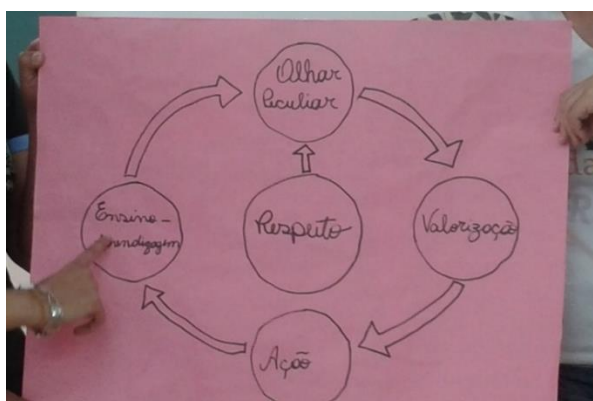 Olhar
Peculiar
Ensino-
Respeito
Valorização
Ação